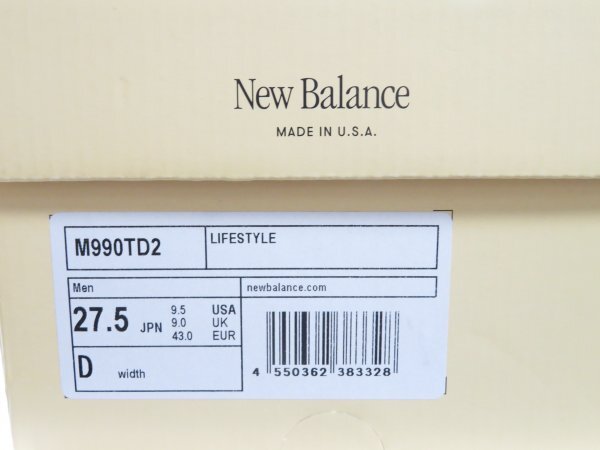 New Balance
MADE IN U.S.A.
M990TD2
LIFESTYLE
Men
newbalance.com
27.5 JPN
9.5 USA
9.0 UK
43.0 EUR
D width
4 550362 383328